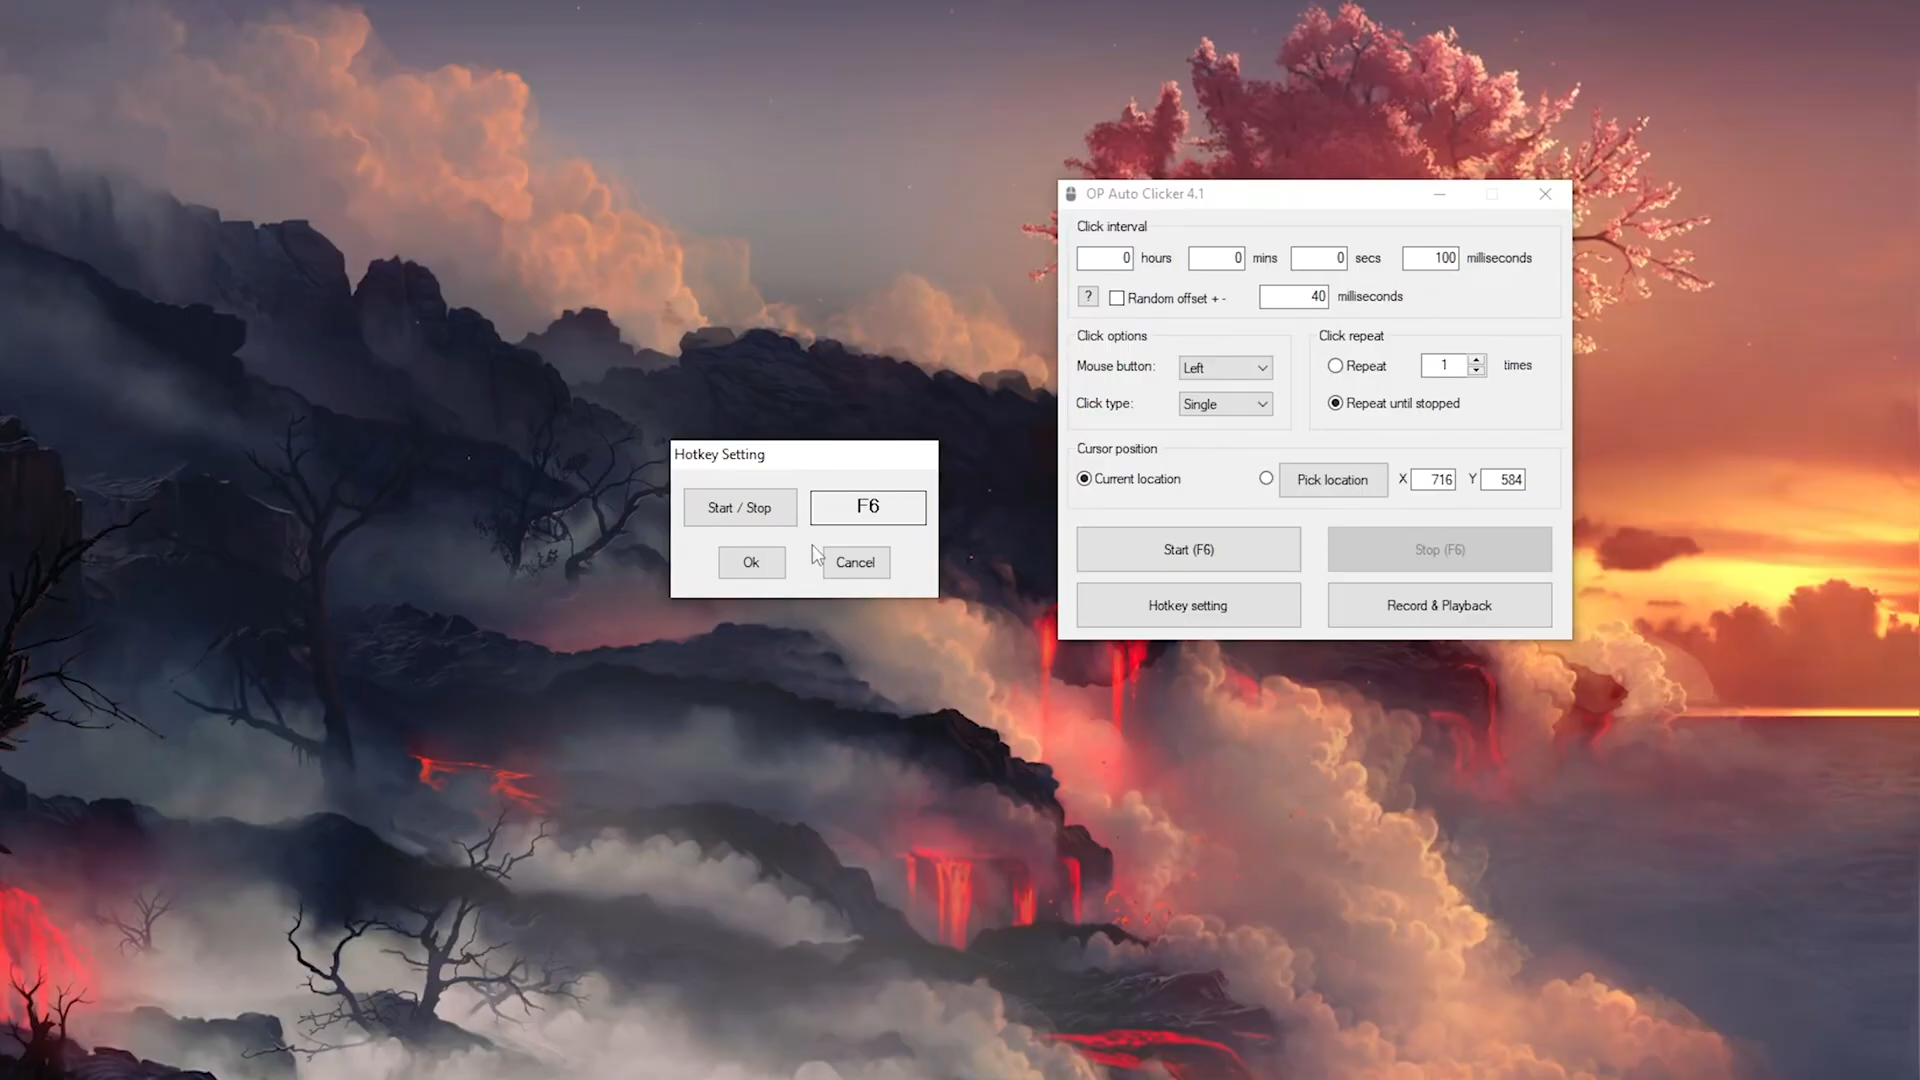 OP Auto Clicker 4.1
Click interval
0 hours 0 mins 0 secs 100 milliseconds
? Random offset + - 40 milliseconds
Click options
Mouse button: Left
Click type: Single
Click repeat
Repeat 1 times
Repeat until stopped
Cursor position
Current location Pick location X 716 Y 584
Start (F6) Stop (F6)
Hotkey setting Record & Playback
Hotkey Setting
Start / Stop F6
Ok Cancel